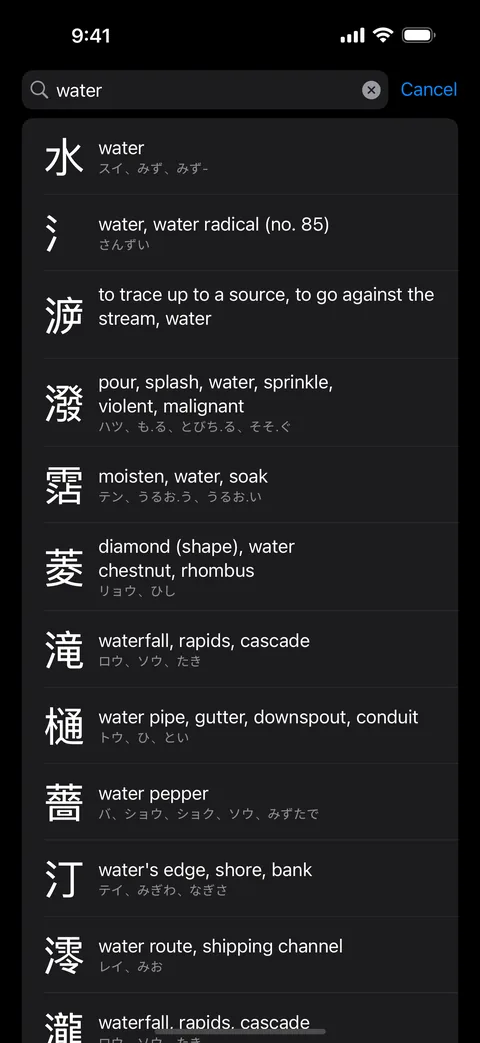 9:41
water
Cancel
水
water
スイ、みず、みず-
氵
water, water radical (no. 85)
さんずい
to trace up to a source, to go against the
stream, water
潑
pour, splash, water, sprinkle,
violent, malignant
ハツ、も.る、とびち.る、そそ.ぐ
霑
moisten, water, soak
テン、うるお.う、うるお.い
菱
diamond (shape), water
chestnut, rhombus
リョウ、ひし
滝
waterfall, rapids, cascade
ロウ、ソウ、たき
樋
water pipe, gutter, downspout, conduit
トウ、ひ、とい
薔
water pepper
バ、ショウ、ショク、ソウ、みずたで
汀
water's edge, shore, bank
テイ、みぎわ、なぎさ
澪
water route, shipping channel
レイ、みお
瀧
waterfall, rapids, cascade
ロウ、ソウ、たき